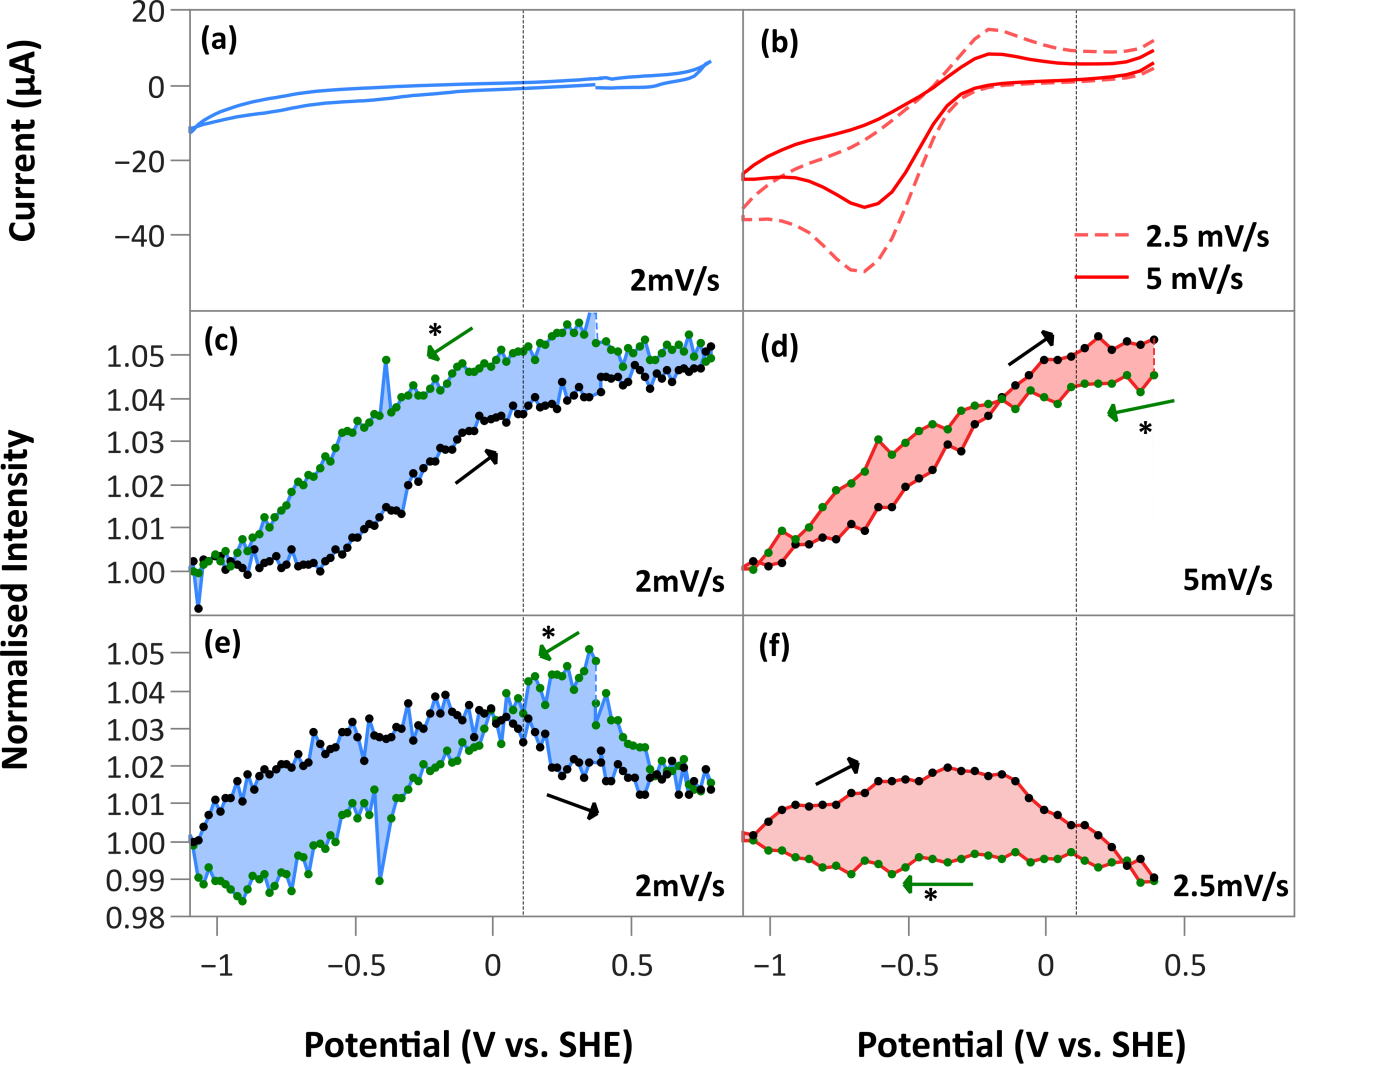 20
0
−20
−40
Current (µA)
(a)
2mV/s
(b)
2.5 mV/s
5 mV/s
1.05
1.04
1.03
1.02
1.01
1.00
(c)
*
2mV/s
(d)
*
5mV/s
Normalised Intensity
1.05
1.04
1.03
1.02
1.01
1.00
0.99
0.98
(e)
*
2mV/s
(f)
*
2.5mV/s
−1
−0.5
0
0.5
−1
−0.5
0
0.5
Potential (V vs. SHE)
Potential (V vs. SHE)